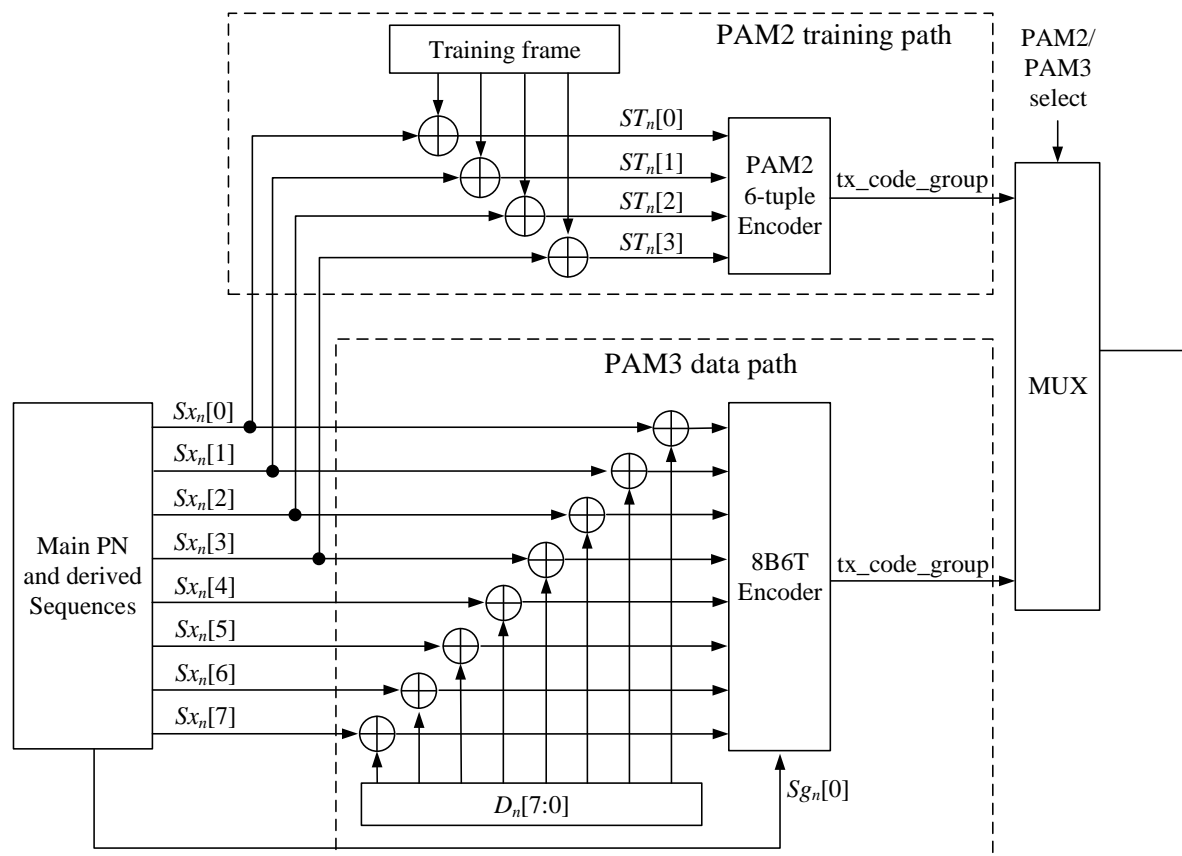 PAM2 training path
Training frame
PAM2/
PAM3
select
STₙ[0]
STₙ[1]
STₙ[2]
STₙ[3]
PAM2
6-tuple
Encoder
tx_code_group
MUX
PAM3 data path
Main PN
and derived
Sequences
Sxₙ[0]
Sxₙ[1]
Sxₙ[2]
Sxₙ[3]
Sxₙ[4]
Sxₙ[5]
Sxₙ[6]
Sxₙ[7]
8B6T
Encoder
tx_code_group
Dₙ[7:0]
Sgₙ[0]